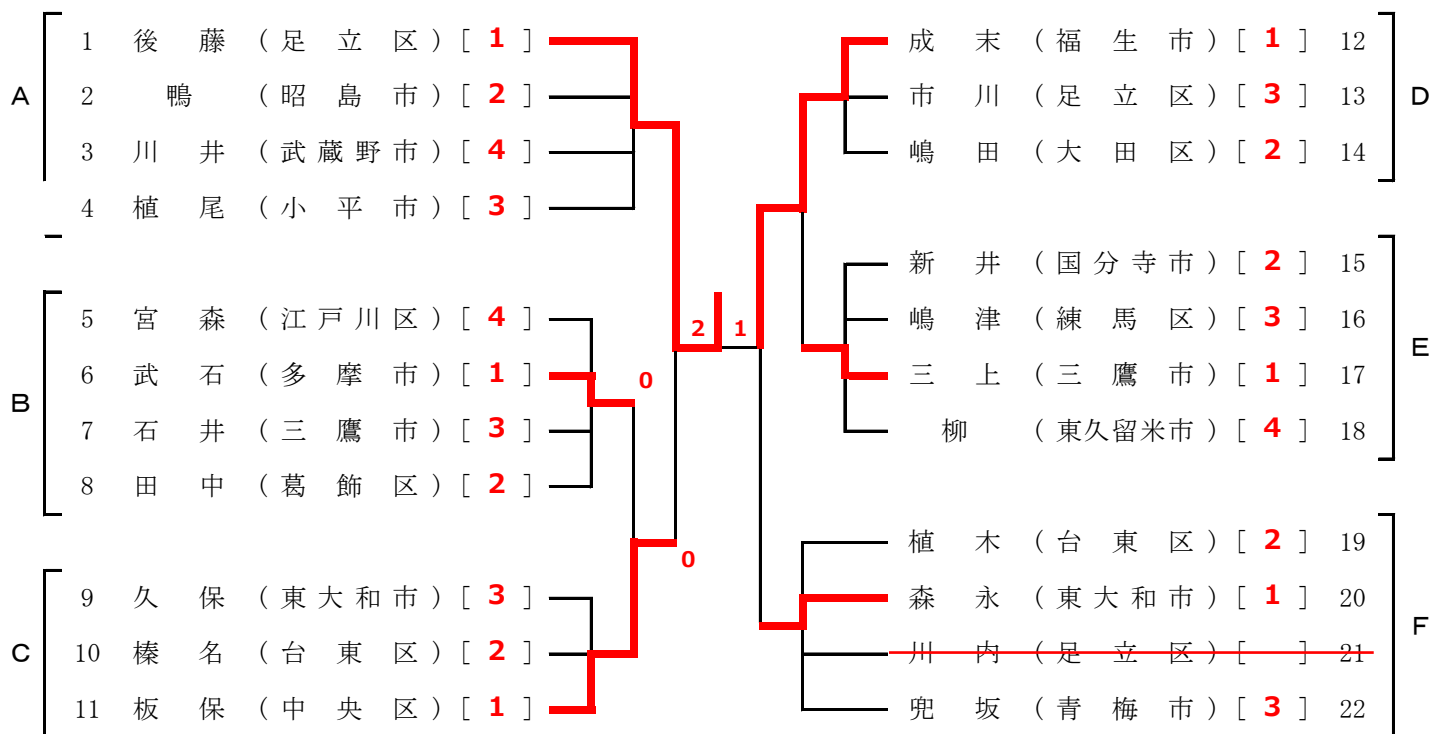 A
1 後藤 (足立区) [ 1 ]
2 鴨 (昭島市) [ 2 ]
3 川井 (武蔵野市) [ 4 ]
4 植尾 (小平市) [ 3 ]
B
5 宮森 (江戸川区) [ 4 ]
6 武石 (多摩市) [ 1 ]
7 石井 (三鷹市) [ 3 ]
8 田中 (葛飾区) [ 2 ]
C
9 久保 (東大和市) [ 3 ]
10 榛名 (台東区) [ 2 ]
11 板保 (中央区) [ 1 ]
0
0
2 1
成末 (福生市) [ 1 ] 12
市川 (足立区) [ 3 ] 13
嶋田 (大田区) [ 2 ] 14
D
新井 (国分寺市) [ 2 ] 15
嶋津 (練馬区) [ 3 ] 16
三上 (三鷹市) [ 1 ] 17
柳 (東久留米市) [ 4 ] 18
E
植木 (台東区) [ 2 ] 19
森永 (東大和市) [ 1 ] 20
川内 (足立区) [ ] 21
兜坂 (青梅市) [ 3 ] 22
F